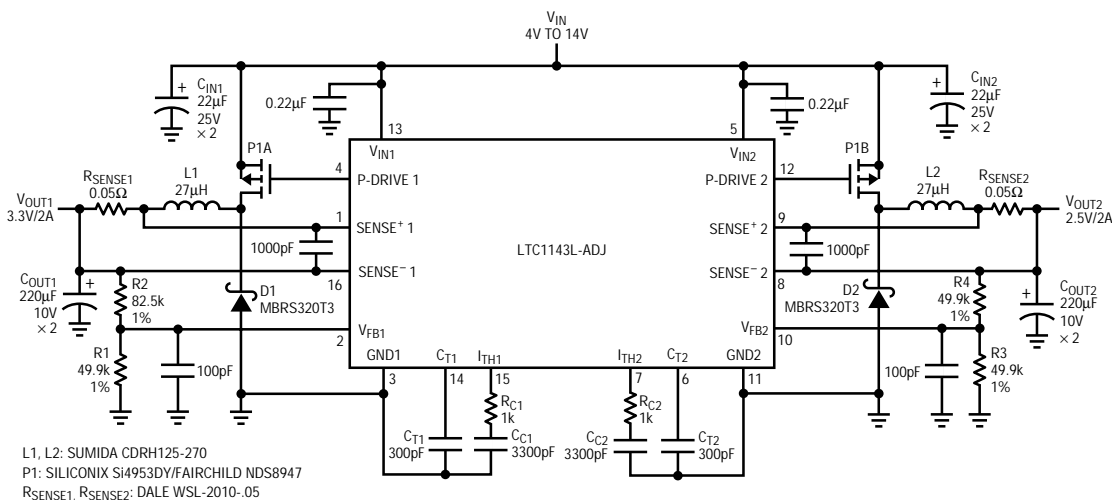 VIN
4V TO 14V
CIN1
22µF
25V
× 2
+
0.22µF
0.22µF
+
CIN2
22µF
25V
× 2
13
5
VIN1
VIN2
P1A
P1B
4
P-DRIVE 1
P-DRIVE 2
12
RSENSE1
0.05Ω
L1
27µH
L2
27µH
RSENSE2
0.05Ω
VOUT1
3.3V/2A
VOUT2
2.5V/2A
1
SENSE+ 1
SENSE+ 2
9
1000pF
LTC1143L-ADJ
1000pF
SENSE– 1
16
SENSE– 2
8
COUT1
220µF
10V
× 2
+
R2
82.5k
1%
D1
MBRS320T3
D2
MBRS320T3
R4
49.9k
1%
+
COUT2
220µF
10V
× 2
VFB1
2
VFB2
10
R1
49.9k
1%
100pF
100pF
R3
49.9k
1%
GND1
CT1
ITH1
ITH2
CT2
GND2
3
14
15
7
6
11
RC1
1k
RC2
1k
CT1
300pF
CC1
3300pF
CC2
3300pF
CT2
300pF
L1, L2: SUMIDA CDRH125-270
P1: SILICONIX Si4953DY/FAIRCHILD NDS8947
RSENSE1, RSENSE2: DALE WSL-2010-.05